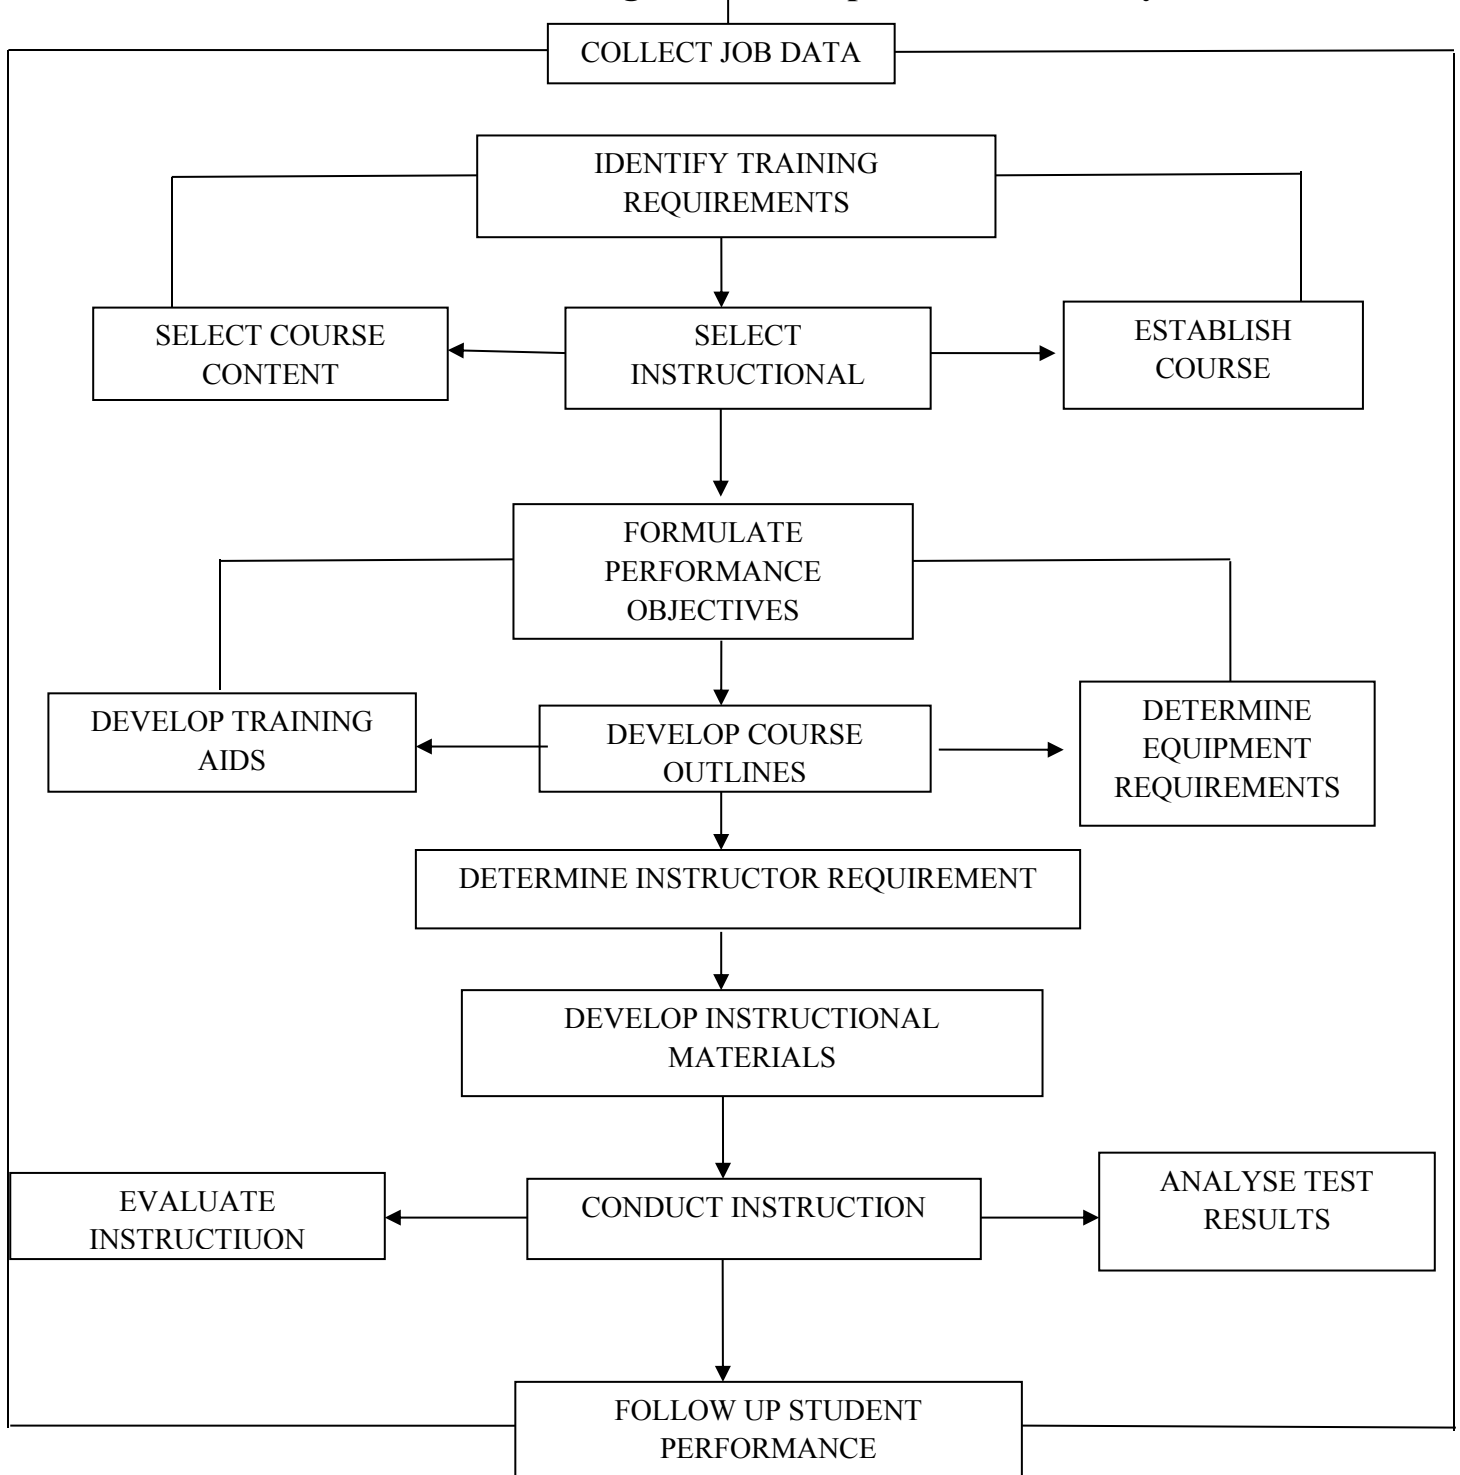 COLLECT JOB DATA
IDENTIFY TRAINING
REQUIREMENTS
SELECT COURSE
CONTENT
SELECT
INSTRUCTIONAL
ESTABLISH
COURSE
FORMULATE
PERFORMANCE
OBJECTIVES
DEVELOP TRAINING
AIDS
DEVELOP COURSE
OUTLINES
DETERMINE
EQUIPMENT
REQUIREMENTS
DETERMINE INSTRUCTOR REQUIREMENT
DEVELOP INSTRUCTIONAL
MATERIALS
EVALUATE
INSTRUCTIUON
CONDUCT INSTRUCTION
ANALYSE TEST
RESULTS
FOLLOW UP STUDENT
PERFORMANCE